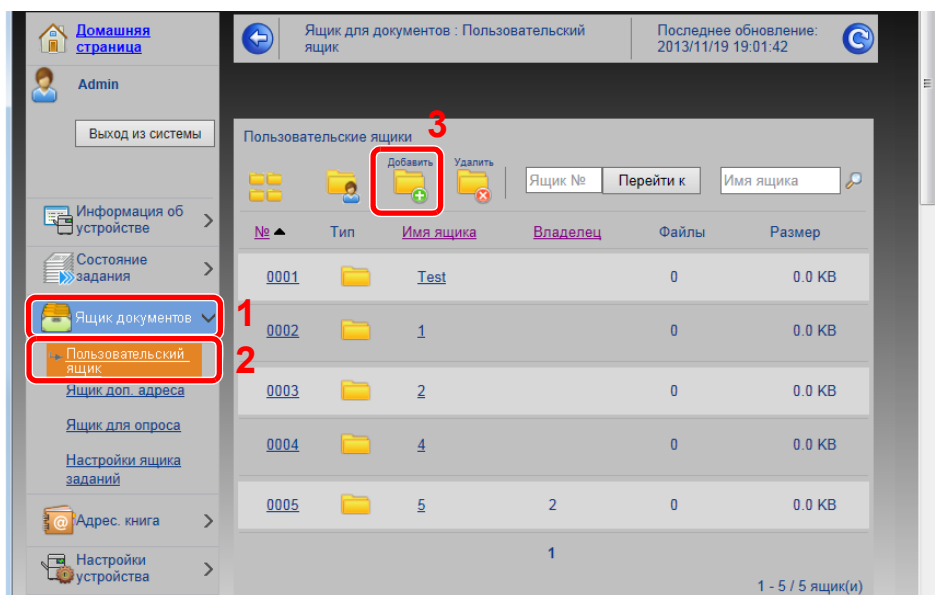 Домашняя
страница
Admin
Выход из системы
Информация об
устройстве
Состояние
задания
Ящик документов
1
Пользовательский
ящик
2
Ящик доп. адреса
Ящик для опроса
Настройки ящика
заданий
Адрес. книга
Настройки
устройства
Ящик для документов : Пользовательский
ящик
Последнее обновление:
2013/11/19 19:01:42
Пользовательские ящики
3
Добавить Удалить
Ящик № Перейти к Имя ящика
№ Тип Имя ящика Владелец Файлы Размер
0001 Test 0 0.0 KB
0002 1 0 0.0 KB
0003 2 0 0.0 KB
0004 4 0 0.0 KB
0005 5 2 0 0.0 KB
1
1 - 5 / 5 ящик(и)